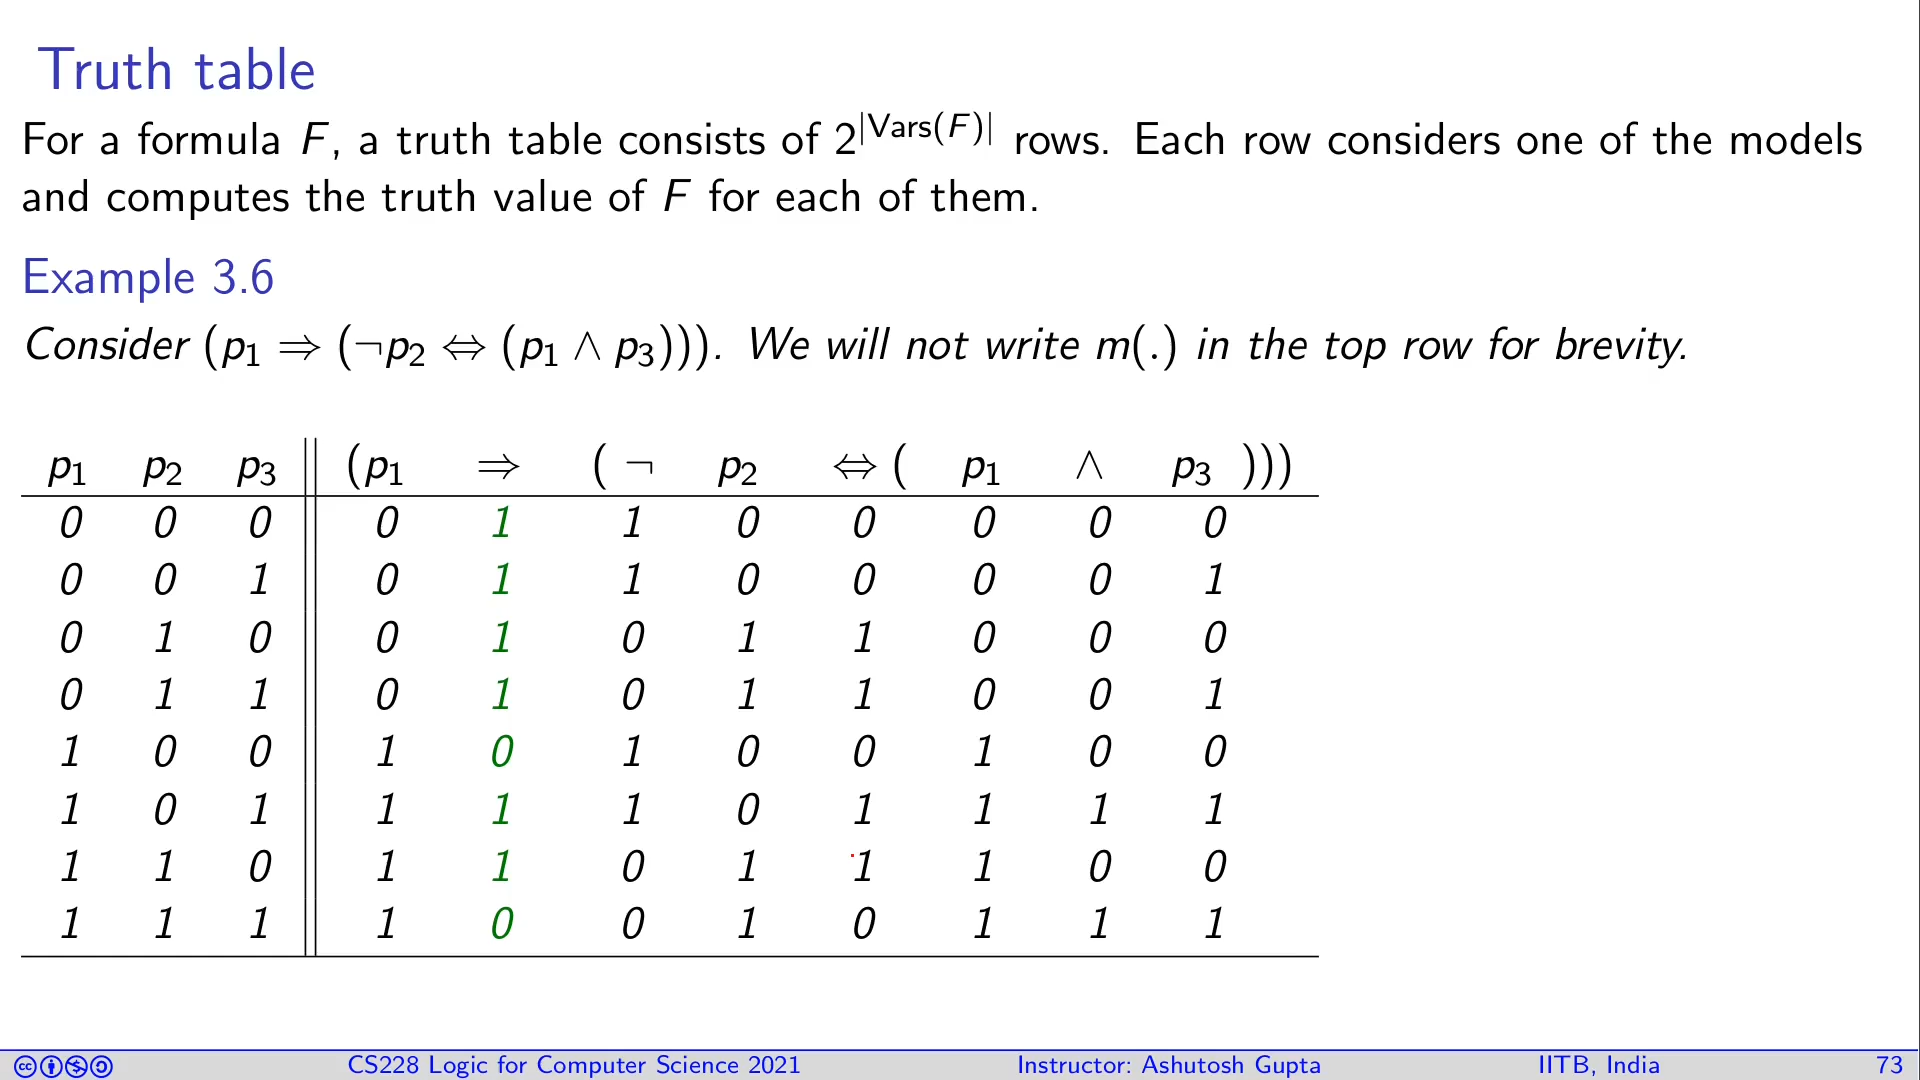 Truth table
For a formula F, a truth table consists of 2^|Vars(F)| rows. Each row considers one of the models
and computes the truth value of F for each of them.
Example 3.6
Consider (p₁ ⇒ (¬p₂ ⇔ (p₁ ∧ p₃))). We will not write m(.) in the top row for brevity.
p₁ p₂ p₃ (p₁ ⇒ ( ¬ p₂ ⇔ ( p₁ ∧ p₃ )))
0 0 0 0 1 1 0 0 0 0 0
0 0 1 0 1 1 0 0 0 0 1
0 1 0 0 1 0 1 1 0 0 0
0 1 1 0 1 0 1 1 0 0 1
1 0 0 1 0 1 0 0 1 0 0
1 0 1 1 1 1 0 1 1 1 1
1 1 0 1 1 0 1 1 1 0 0
1 1 1 1 0 0 1 0 1 1 1
CS228 Logic for Computer Science 2021 Instructor: Ashutosh Gupta IITB, India 73